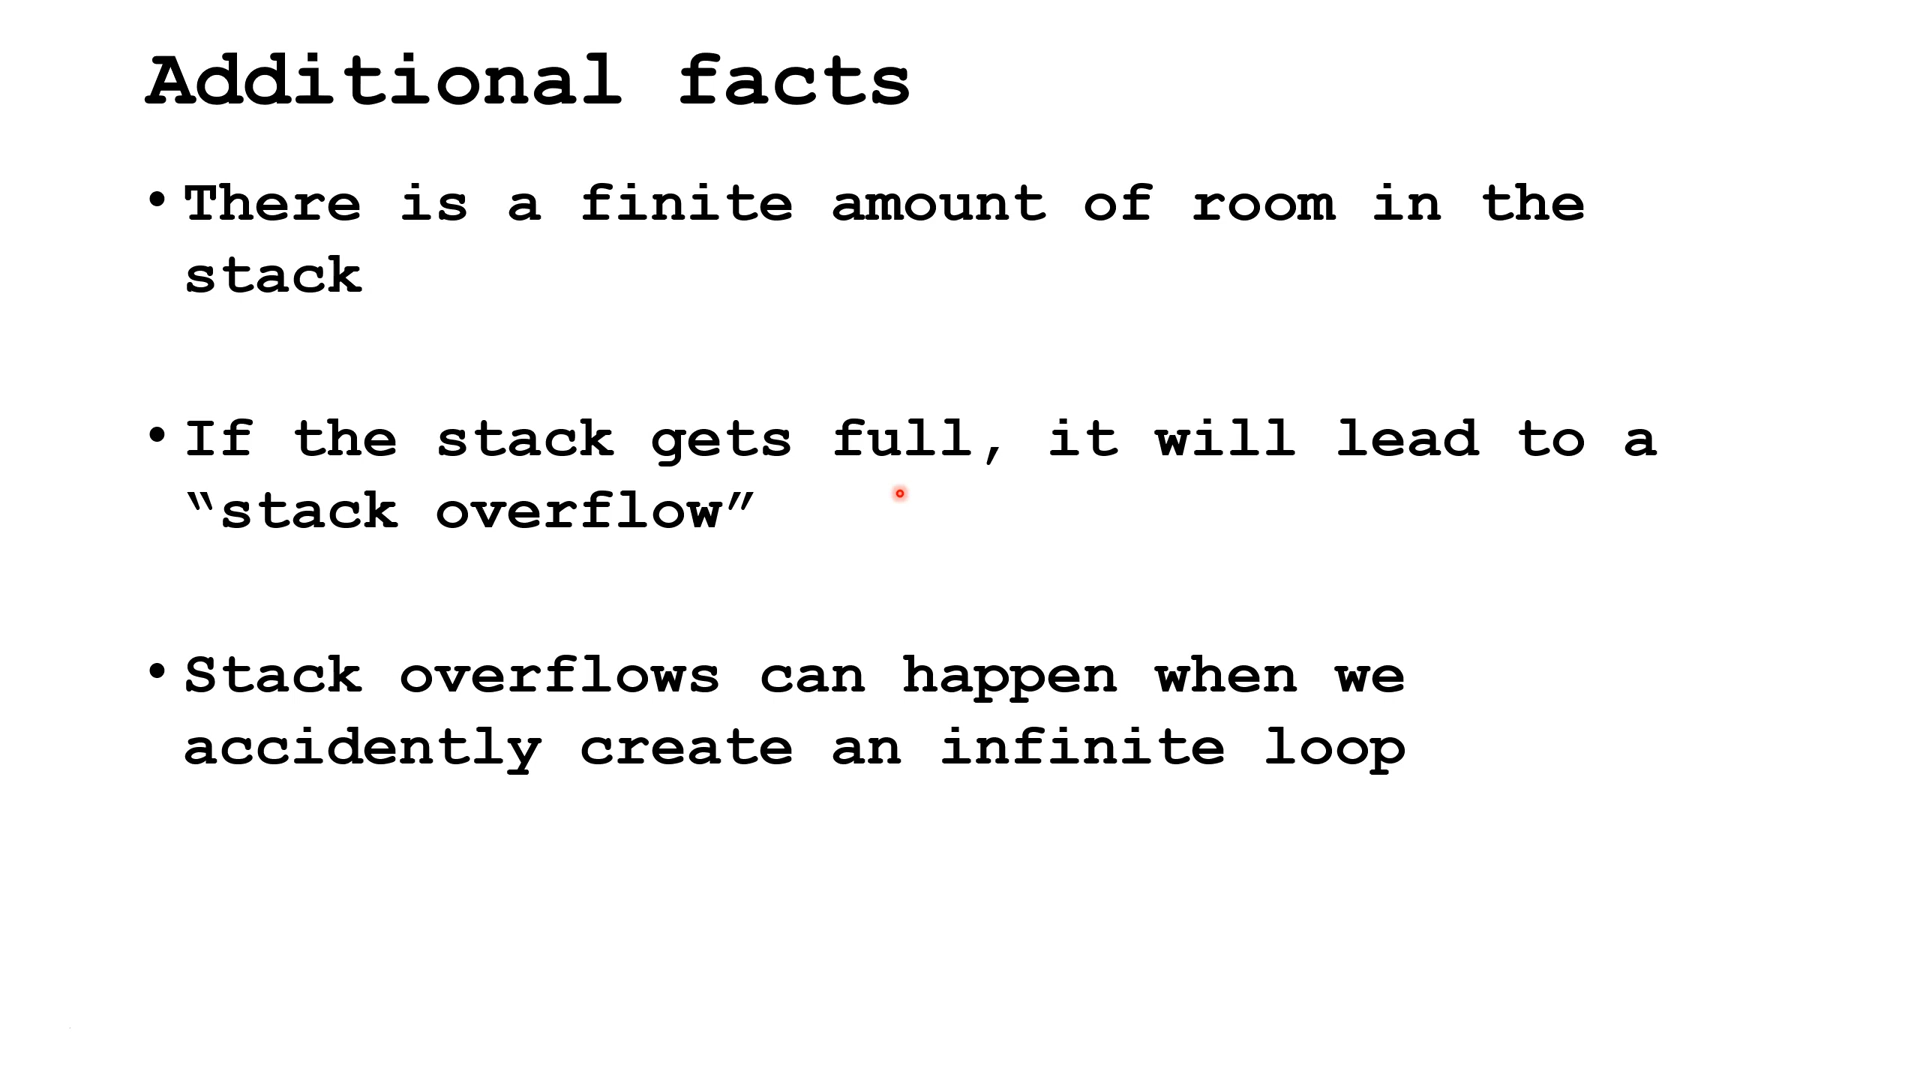 Additional facts
• There is a finite amount of room in the
stack
• If the stack gets full, it will lead to a
“stack overflow”
• Stack overflows can happen when we
accidently create an infinite loop